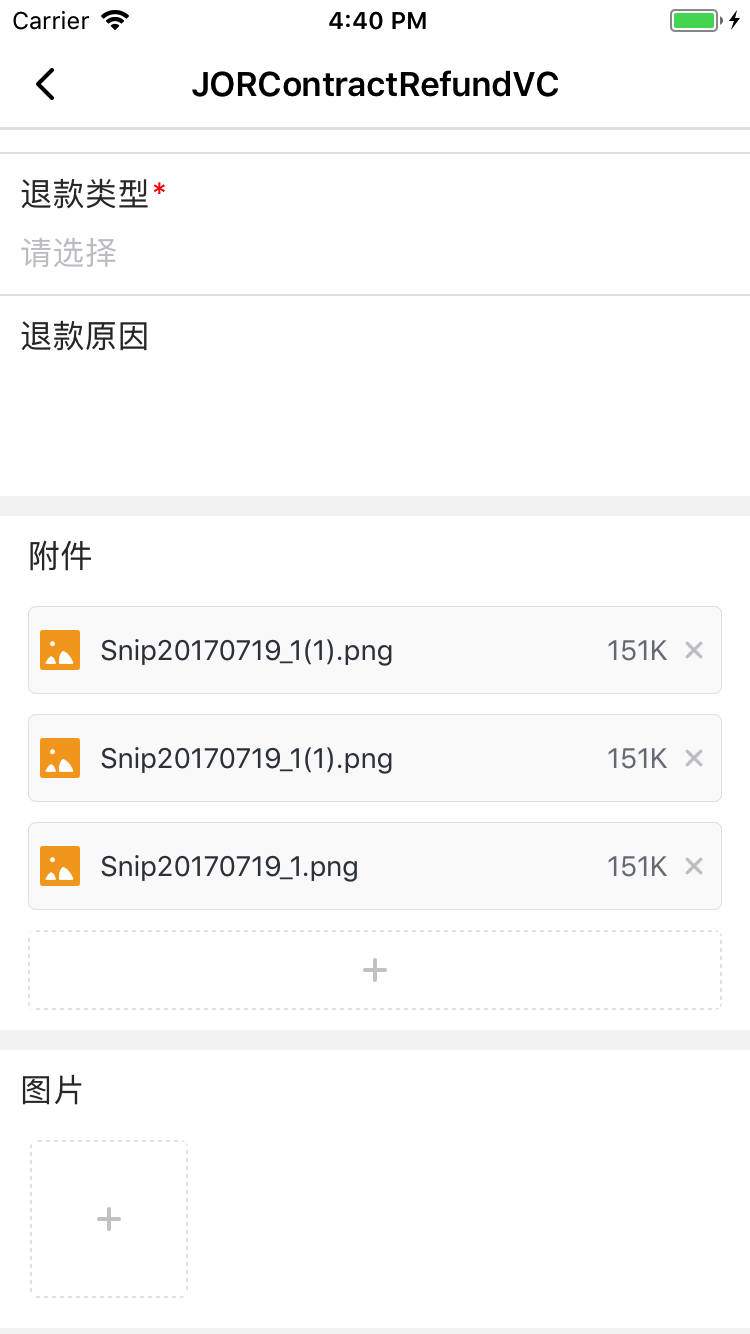 Carrier 4:40 PM
JORContractRefundVC
退款类型*
请选择
退款原因
附件
Snip20170719_1(1).png 151K
Snip20170719_1(1).png 151K
Snip20170719_1.png 151K
图片